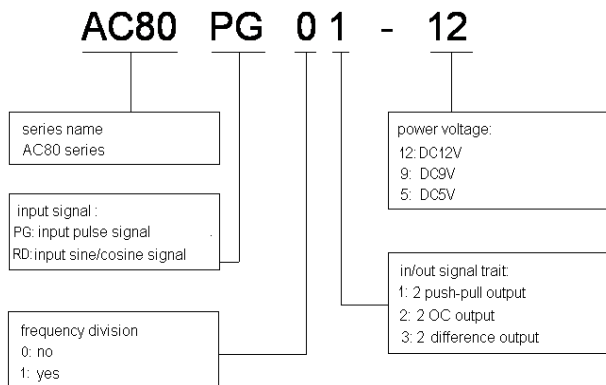 AC80 PG 0 1 - 12
series name
AC80 series
input signal :
PG: input pulse signal .
RD: input sine/cosine signal
frequency division
0: no
1: yes
power voltage:
12: DC12V
9: DC9V
5: DC5V
in/out signal trait:
1: 2 push-pull output
2: 2 OC output
3: 2 difference output